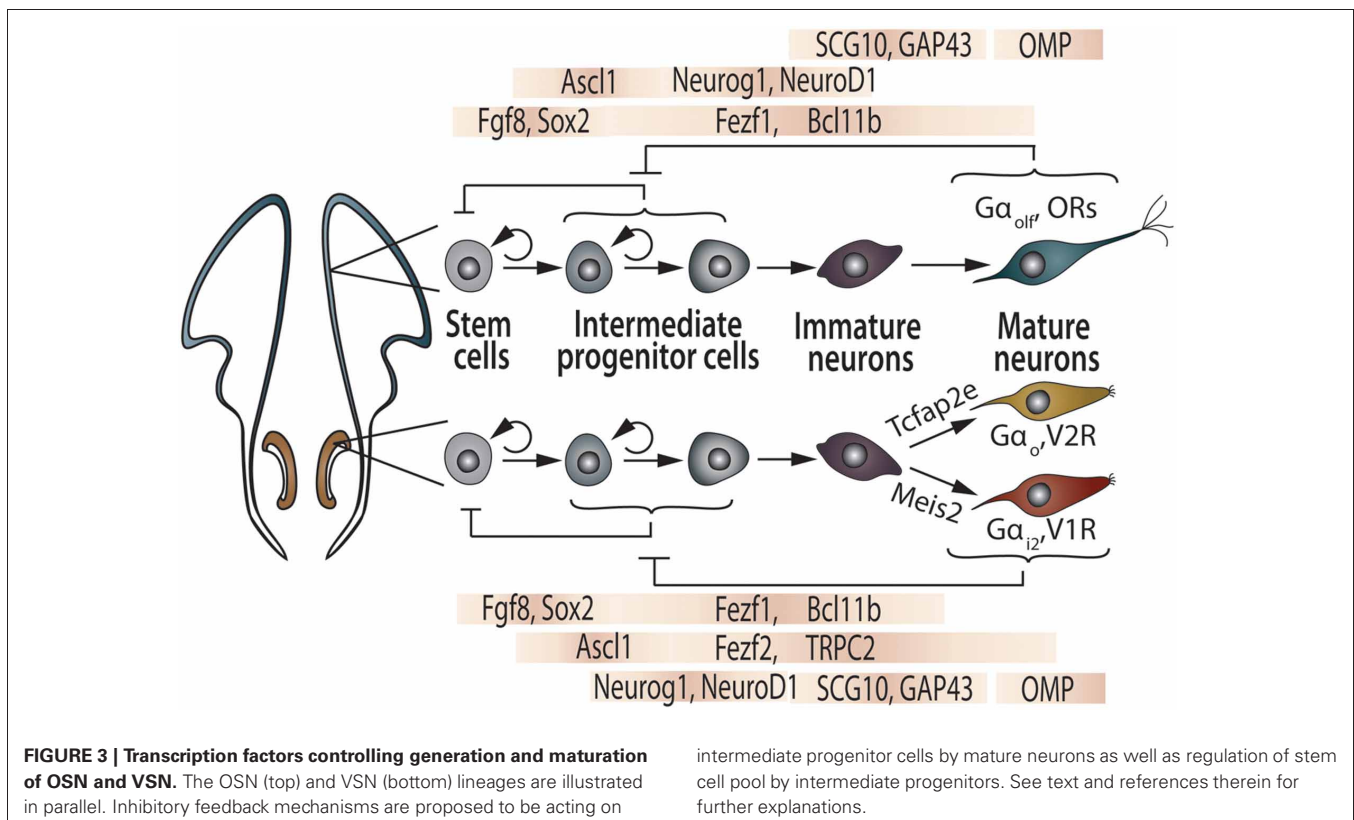 SCG10, GAP43 OMP
Ascl1 Neurog1, NeuroD1
Fgf8, Sox2 Fezf1, Bcl11b
Gαolf, ORs
Stem cells
Intermediate progenitor cells
Immature neurons
Mature neurons
Tcfap2e
Gαo,V2R
Meis2
Gαi2,V1R
Fgf8, Sox2 Fezf1, Bcl11b
Ascl1 Fezf2, TRPC2
Neurog1, NeuroD1 SCG10, GAP43 OMP
FIGURE 3 | Transcription factors controlling generation and maturation
of OSN and VSN. The OSN (top) and VSN (bottom) lineages are illustrated
in parallel. Inhibitory feedback mechanisms are proposed to be acting on
intermediate progenitor cells by mature neurons as well as regulation of stem
cell pool by intermediate progenitors. See text and references therein for
further explanations.